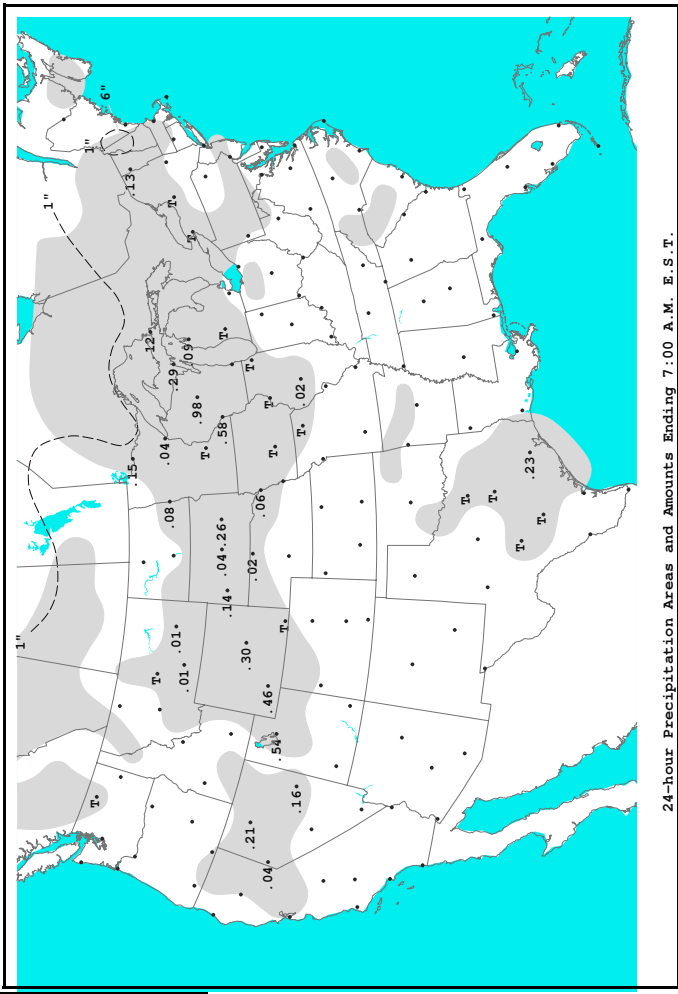 1"
1"
1"
T
6"
.13
.15
.12
T
.04
.08
.29
T
.01
.01
.09
T
.98
T
.26
.04
.58
T
.14
.30
.21
T
.02
.06
.04
.46
T
T
.54
T
.16
.02
T
T
T
T
.23
T
24-hour Precipitation Areas and Amounts Ending 7:00 A.M. E.S.T.